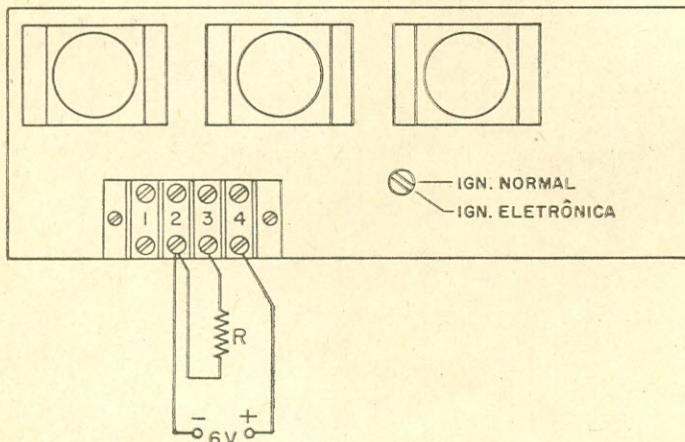 IGN. NORMAL
IGN. ELETRÔNICA
1 2 3 4
R
- 6V +